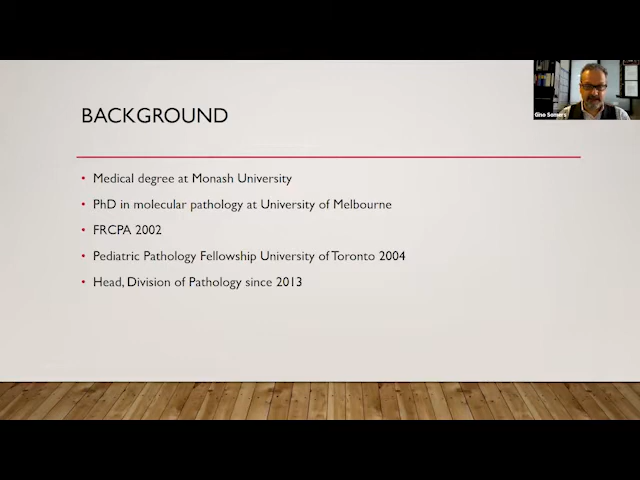 BACKGROUND
Gino Somers
• Medical degree at Monash University
• PhD in molecular pathology at University of Melbourne
• FRCPA 2002
• Pediatric Pathology Fellowship University of Toronto 2004
• Head, Division of Pathology since 2013